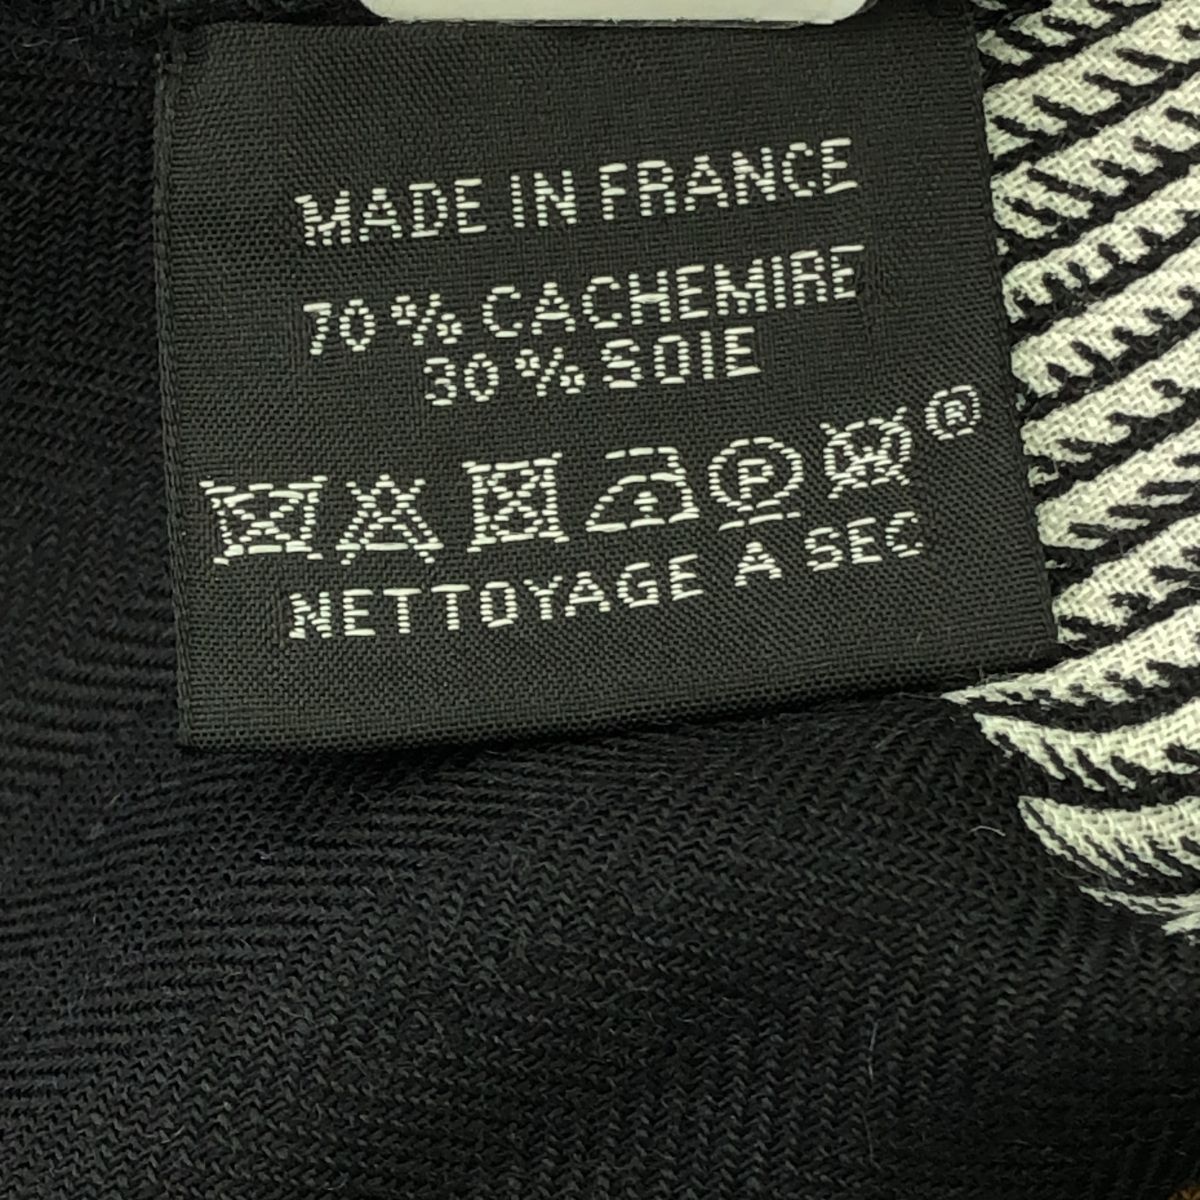 MADE IN FRANCE
70 % CACHEMIRE
30 % SOIE
P W ®
NETTOYAGE A SEC